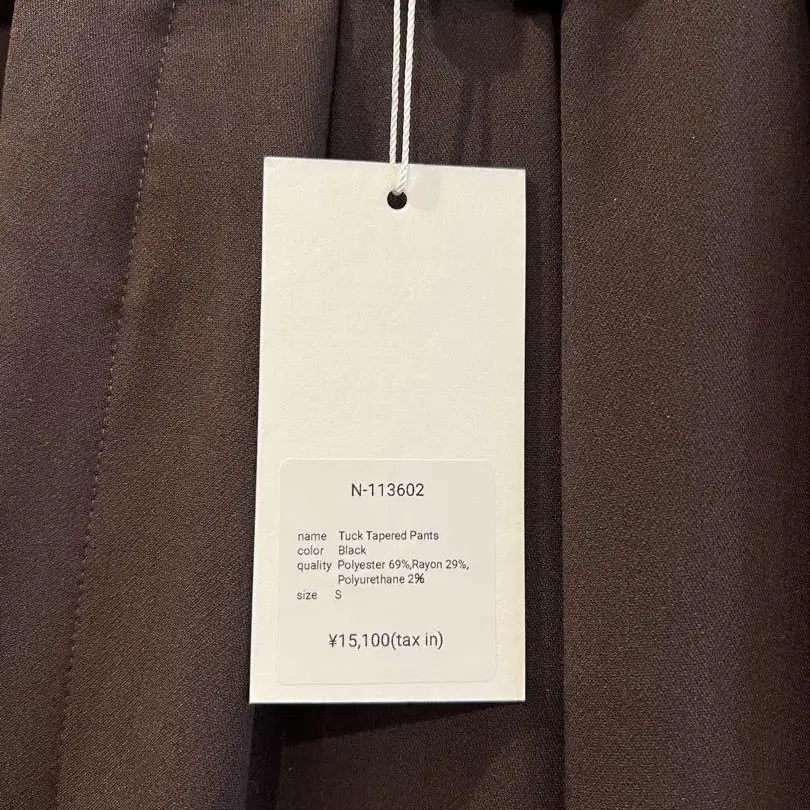 N-113602
name Tuck Tapered Pants
color Black
quality Polyester 69%,Rayon 29%,
Polyurethane 2%
size S
¥15,100(tax in)